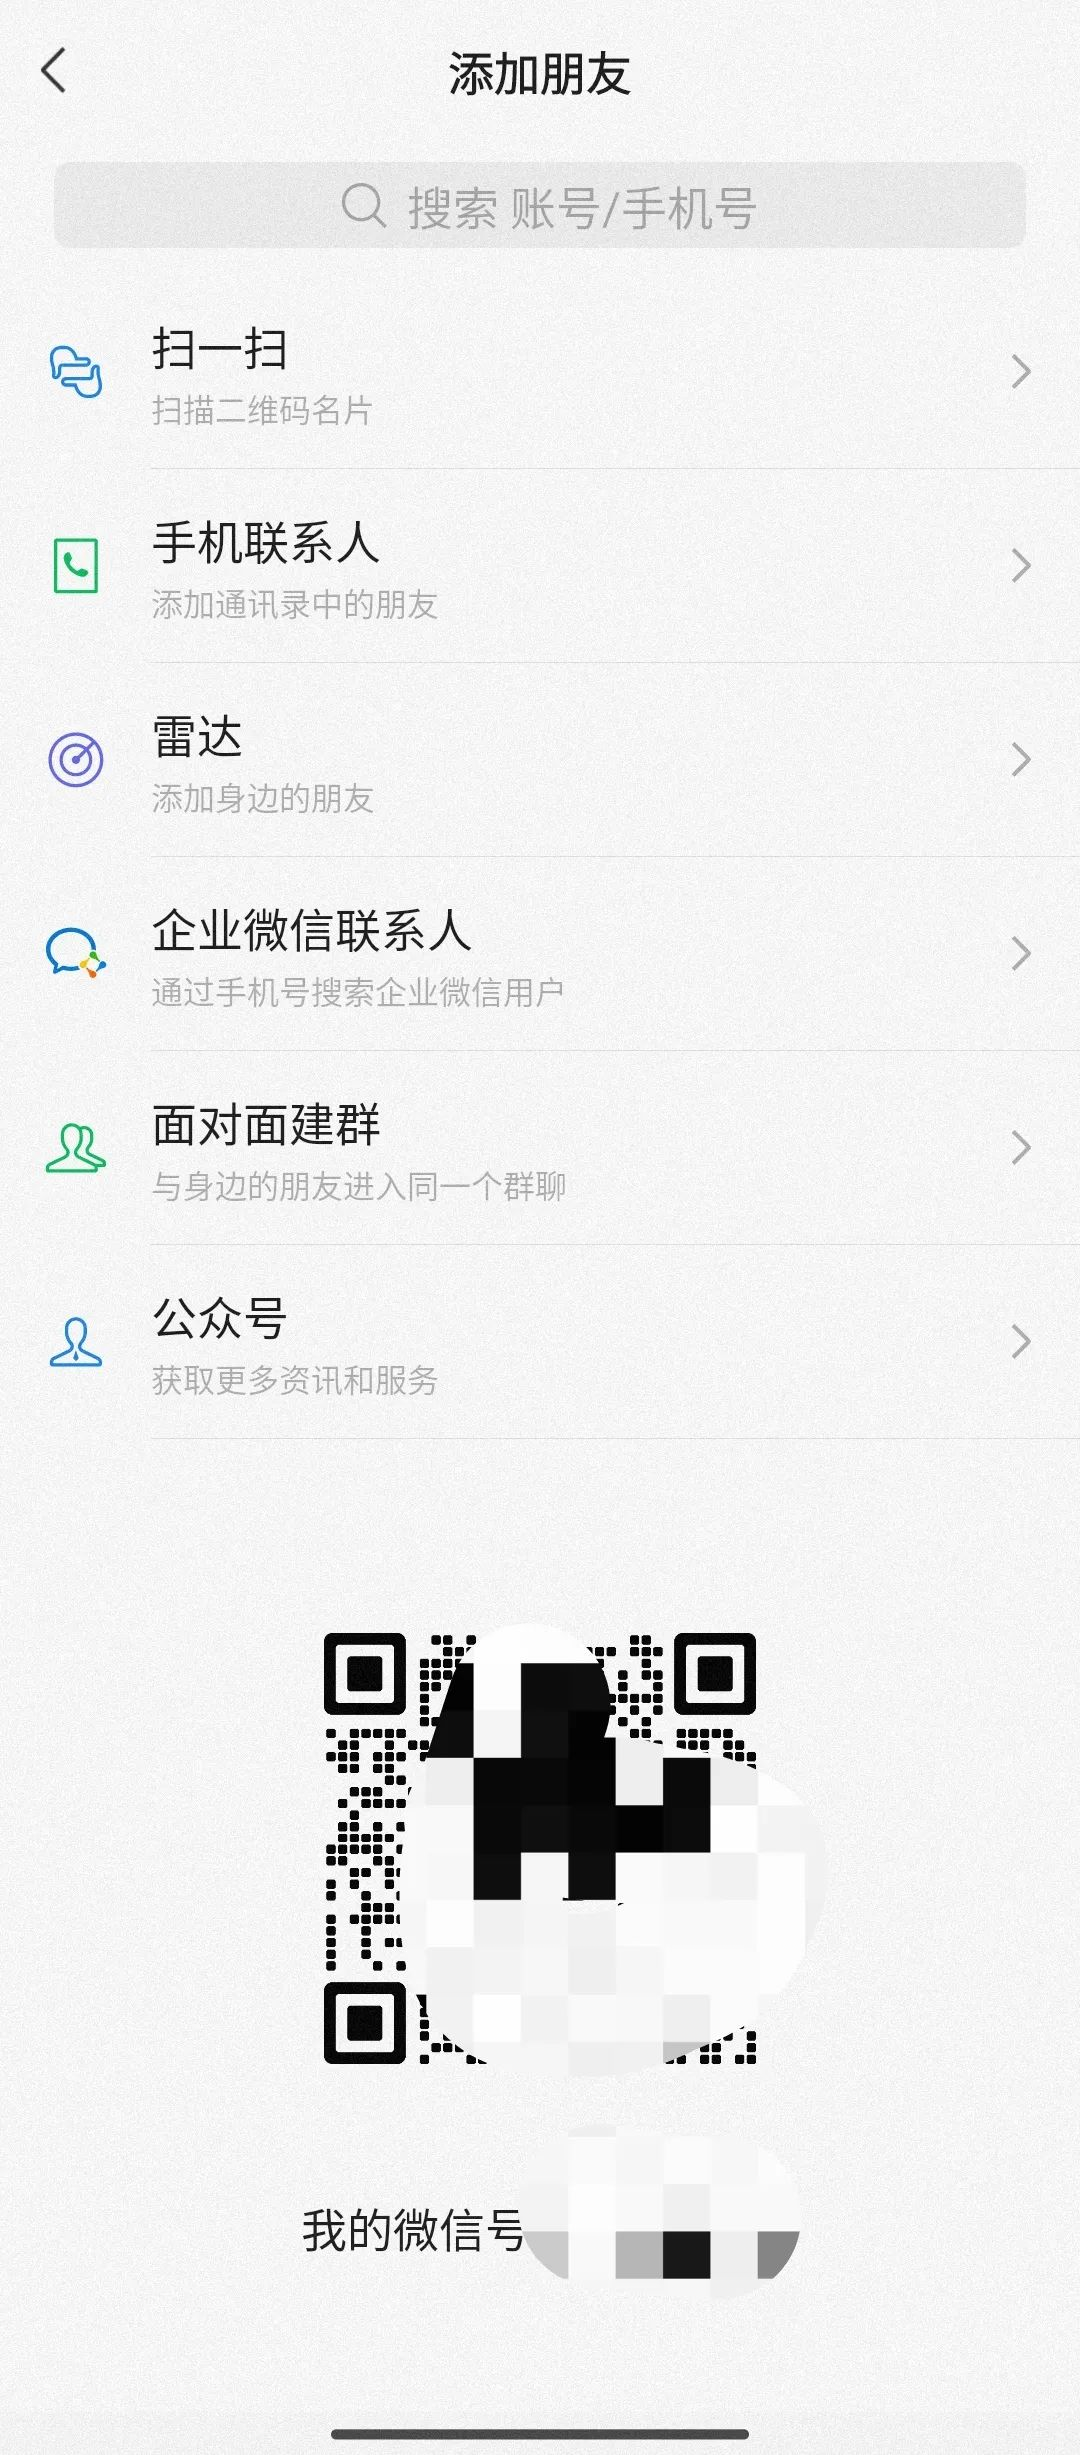 添加朋友
搜索 账号/手机号
扫一扫
扫描二维码名片
手机联系人
添加通讯录中的朋友
雷达
添加身边的朋友
企业微信联系人
通过手机号搜索企业微信用户
面对面建群
与身边的朋友进入同一个群聊
公众号
获取更多资讯和服务
我的微信号